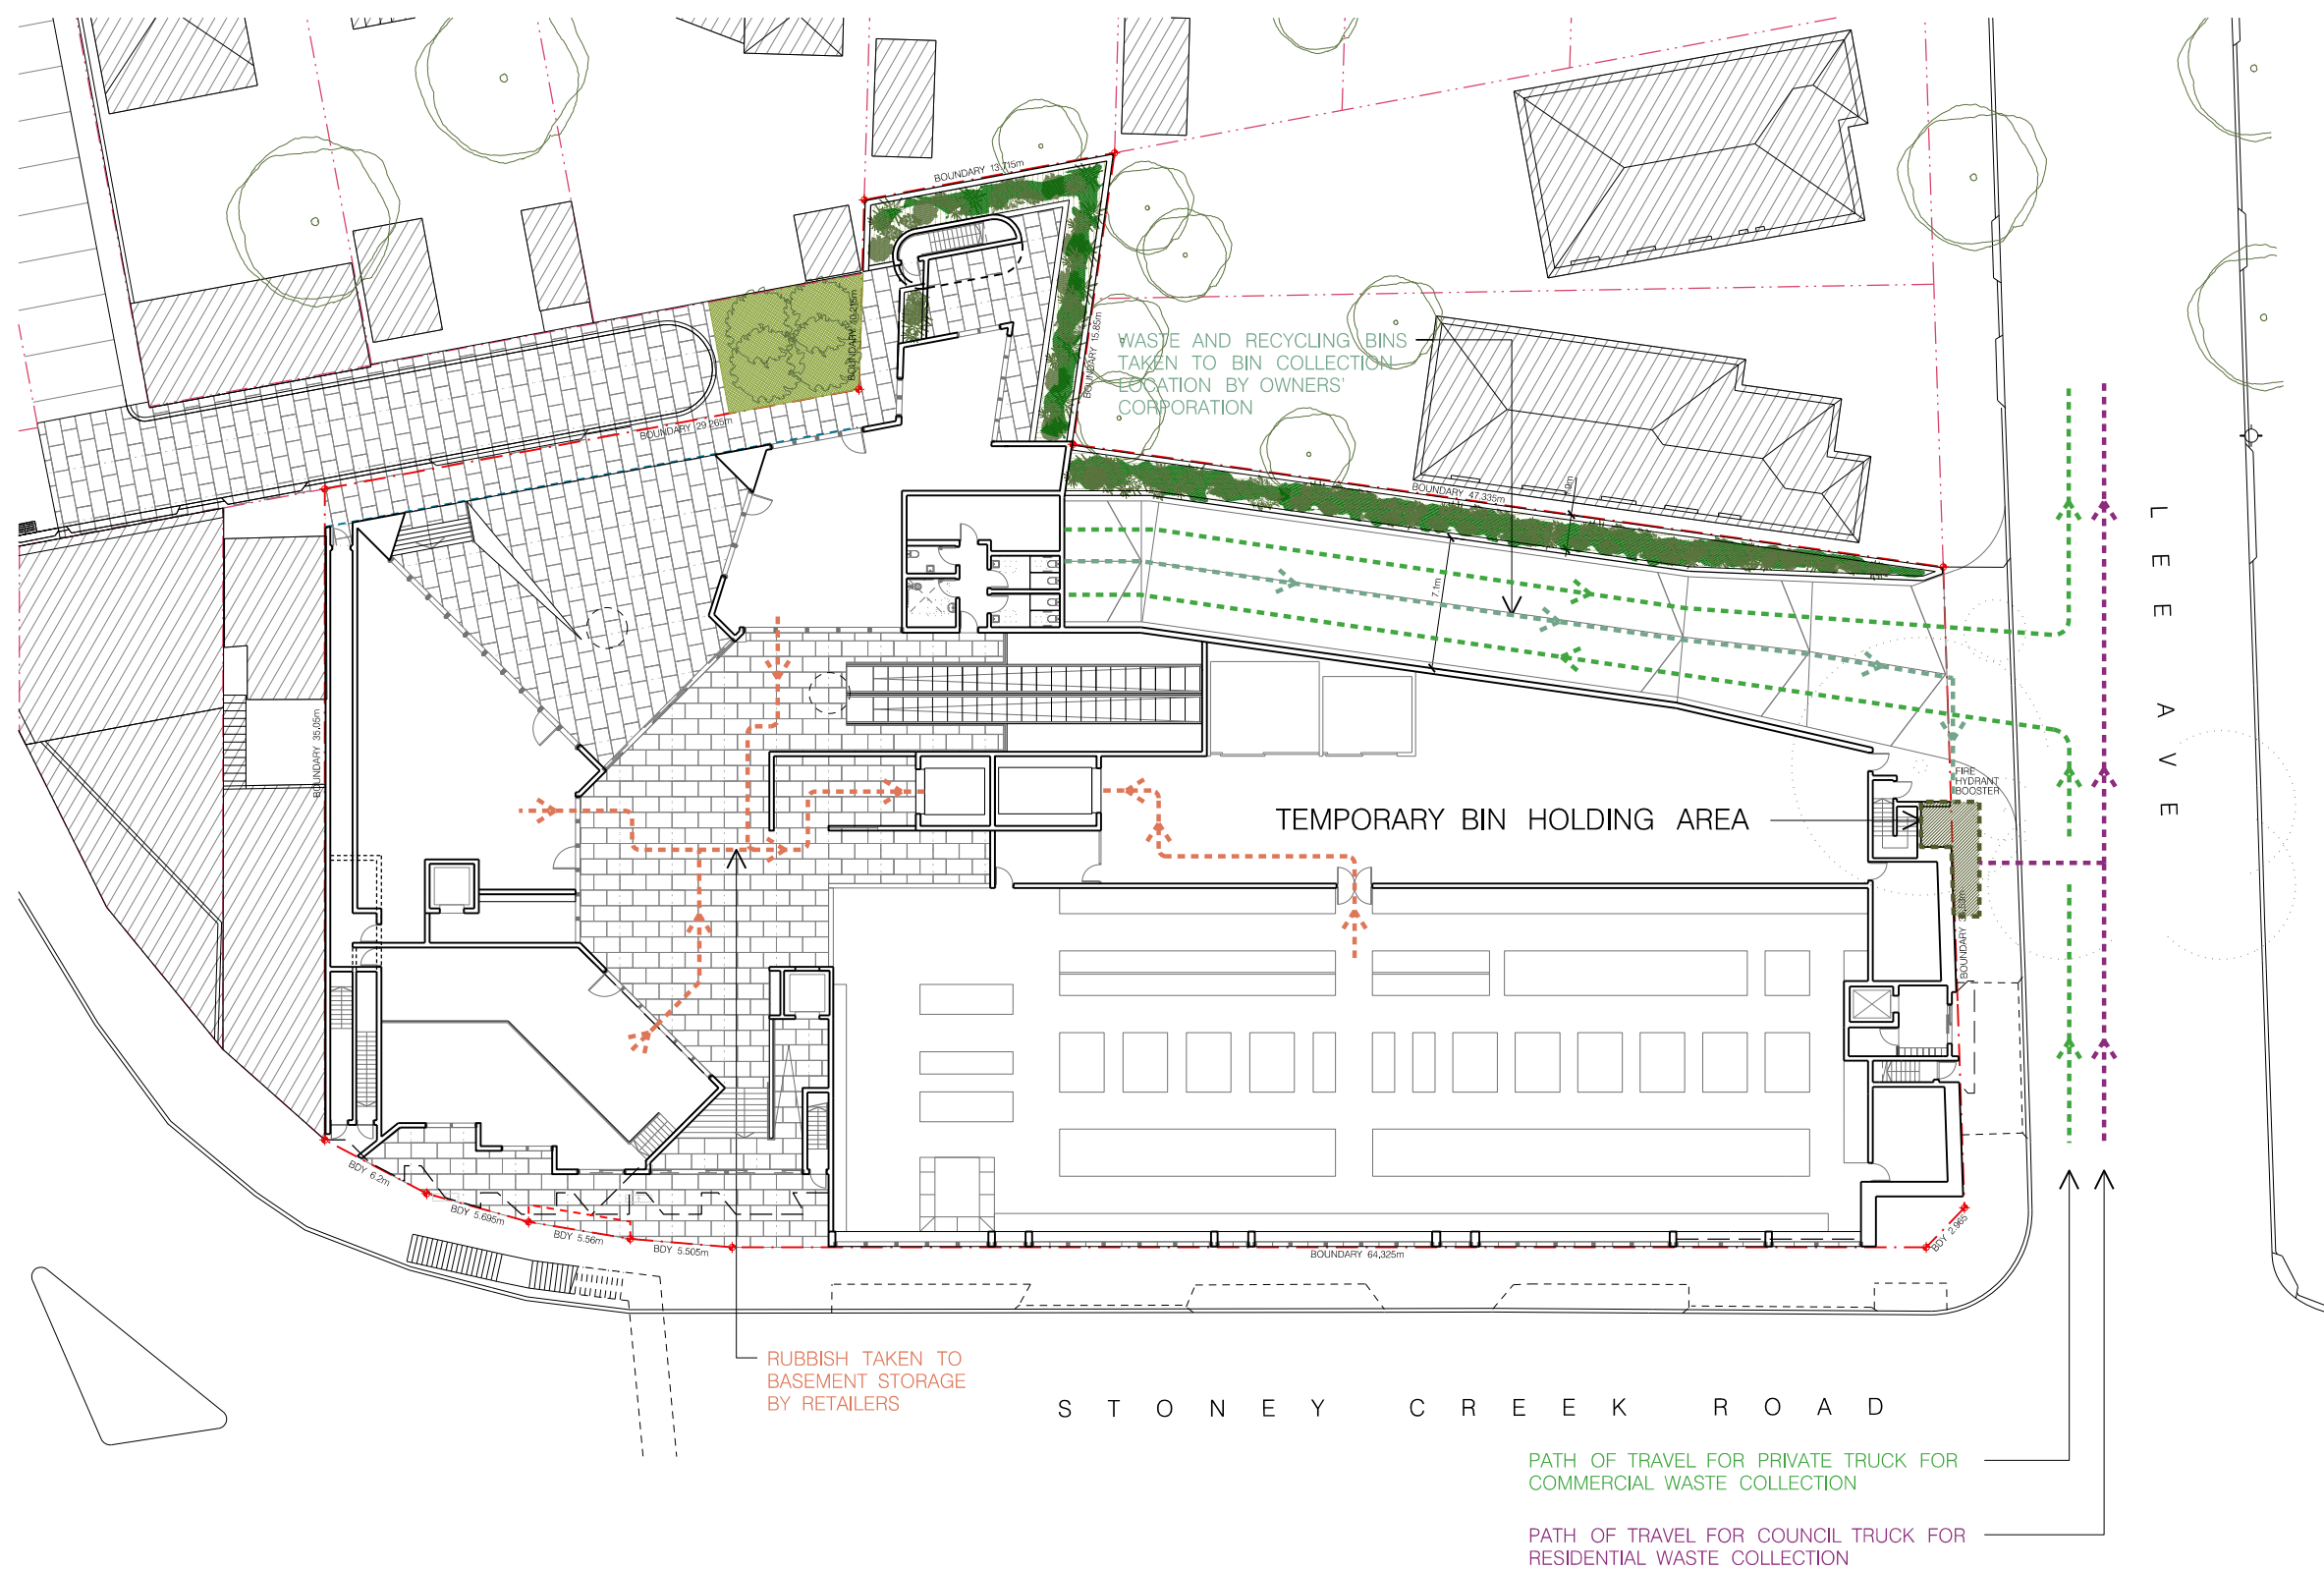 BOUNDARY 13,715m
BOUNDARY 10.215m
BOUNDARY 15.85m
WASTE AND RECYCLING BINS
TAKEN TO BIN COLLECTION
LOCATION BY OWNERS'
CORPORATION
BOUNDARY 29.265m
BOUNDARY 47.335m
7.1m
L E E A V E
BOUNDARY 35.05m
FIRE
HYDRANT
BOOSTER
TEMPORARY BIN HOLDING AREA
BOUNDARY
BDY 6.2m
BDY 5.695m
BDY 5.56m
BDY 5.505m
BOUNDARY 64,325m
BDY 2.965
RUBBISH TAKEN TO
BASEMENT STORAGE
BY RETAILERS
S T O N E Y C R E E K R O A D
PATH OF TRAVEL FOR PRIVATE TRUCK FOR
COMMERCIAL WASTE COLLECTION
PATH OF TRAVEL FOR COUNCIL TRUCK FOR
RESIDENTIAL WASTE COLLECTION